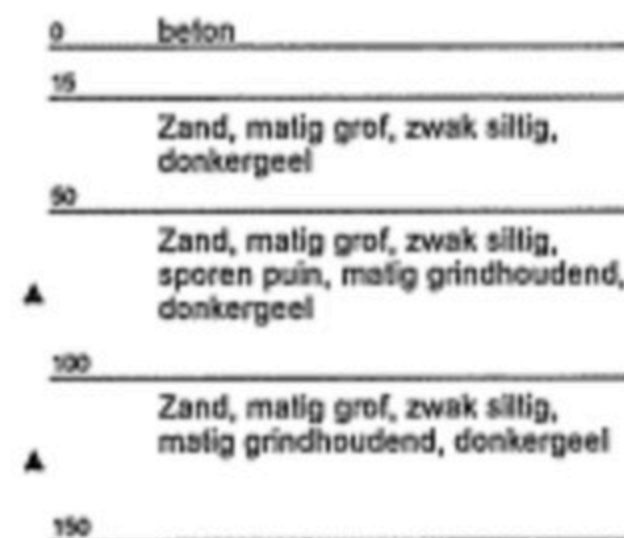 0 beton
15
Zand, matig grof, zwak siltig,
donkergeel
50
Zand, matig grof, zwak siltig,
sporen puin, matig grindhoudend,
donkergeel
100
Zand, matig grof, zwak siltig,
matig grindhoudend, donkergeel
150